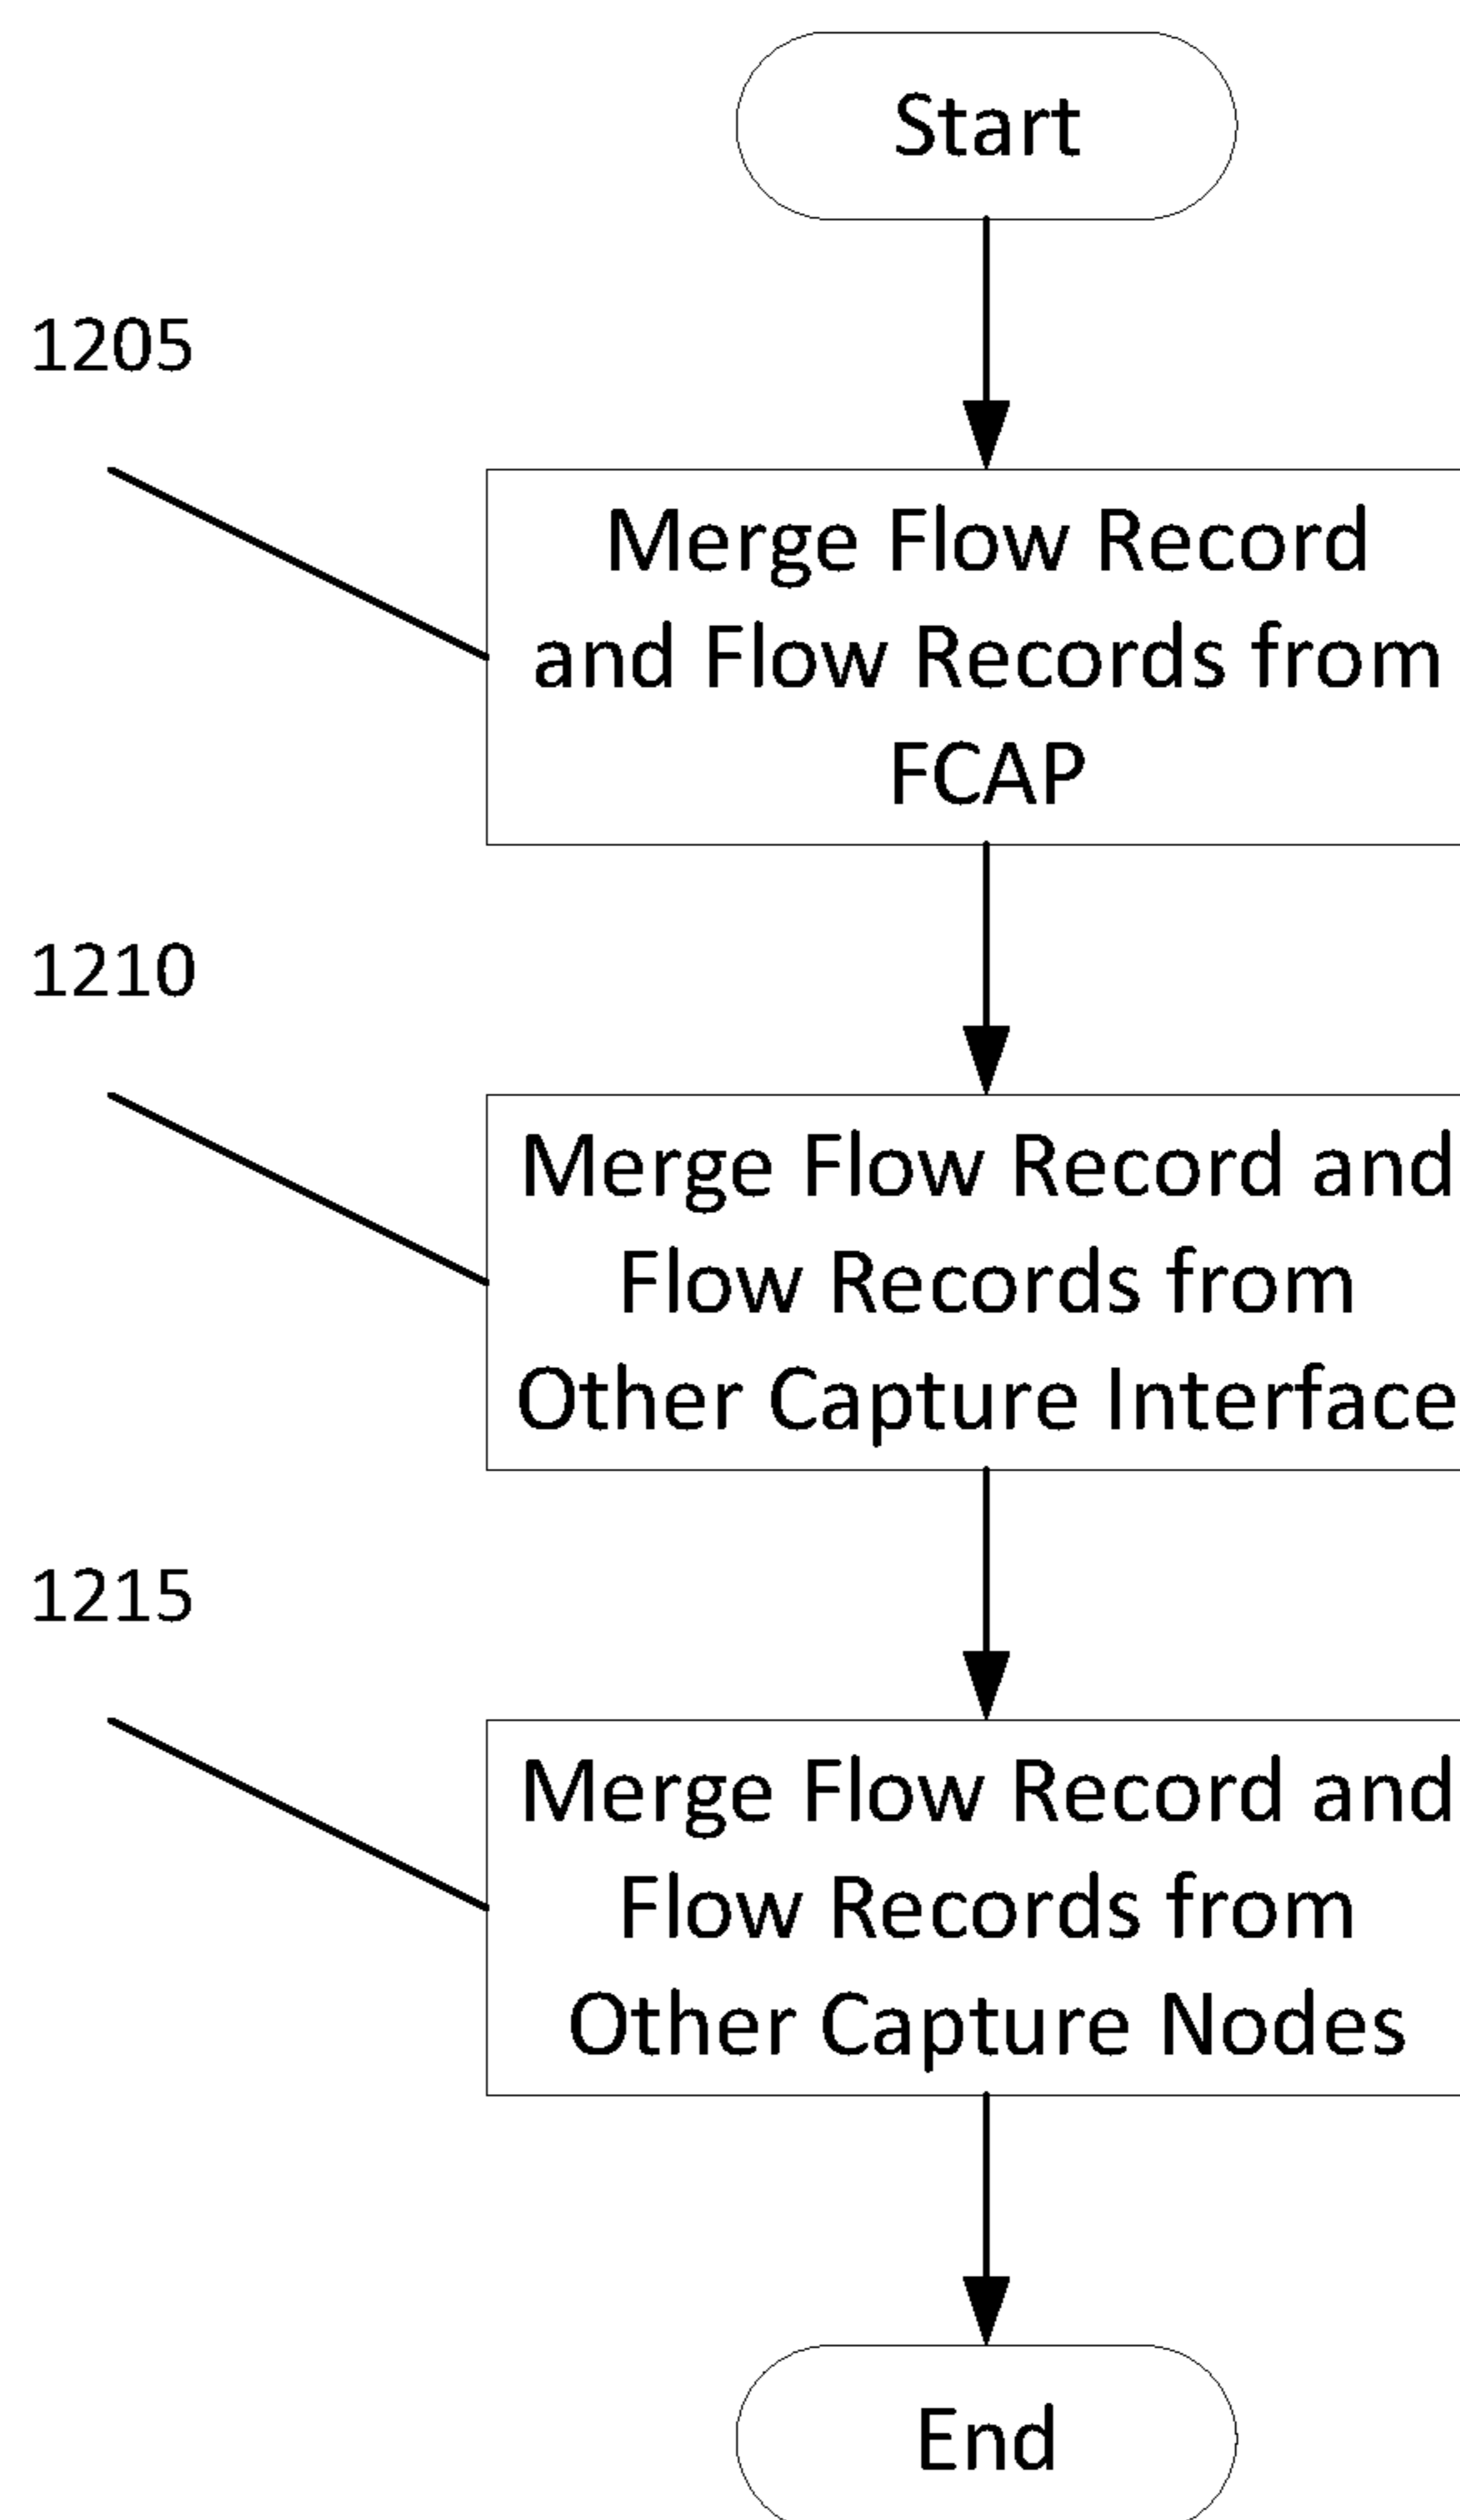 Start
1205
Merge Flow Record
and Flow Records from
FCAP
1210
Merge Flow Record and
Flow Records from
Other Capture Interface
1215
Merge Flow Record and
Flow Records from
Other Capture Nodes
End